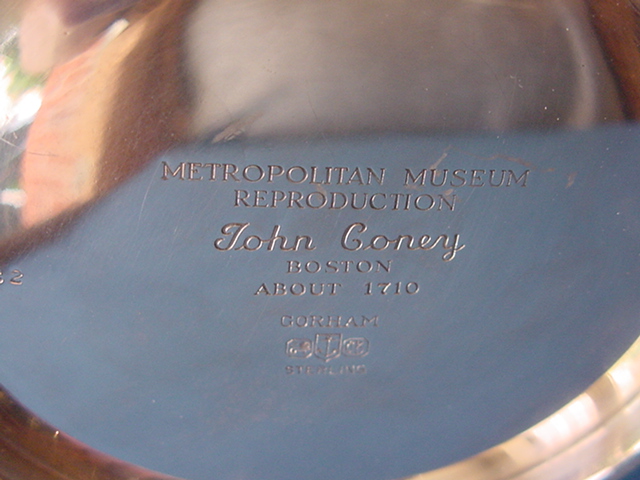 METROPOLITAN MUSEUM
REPRODUCTION
John Coney
BOSTON
ABOUT 1710
GORHAM
STERLING